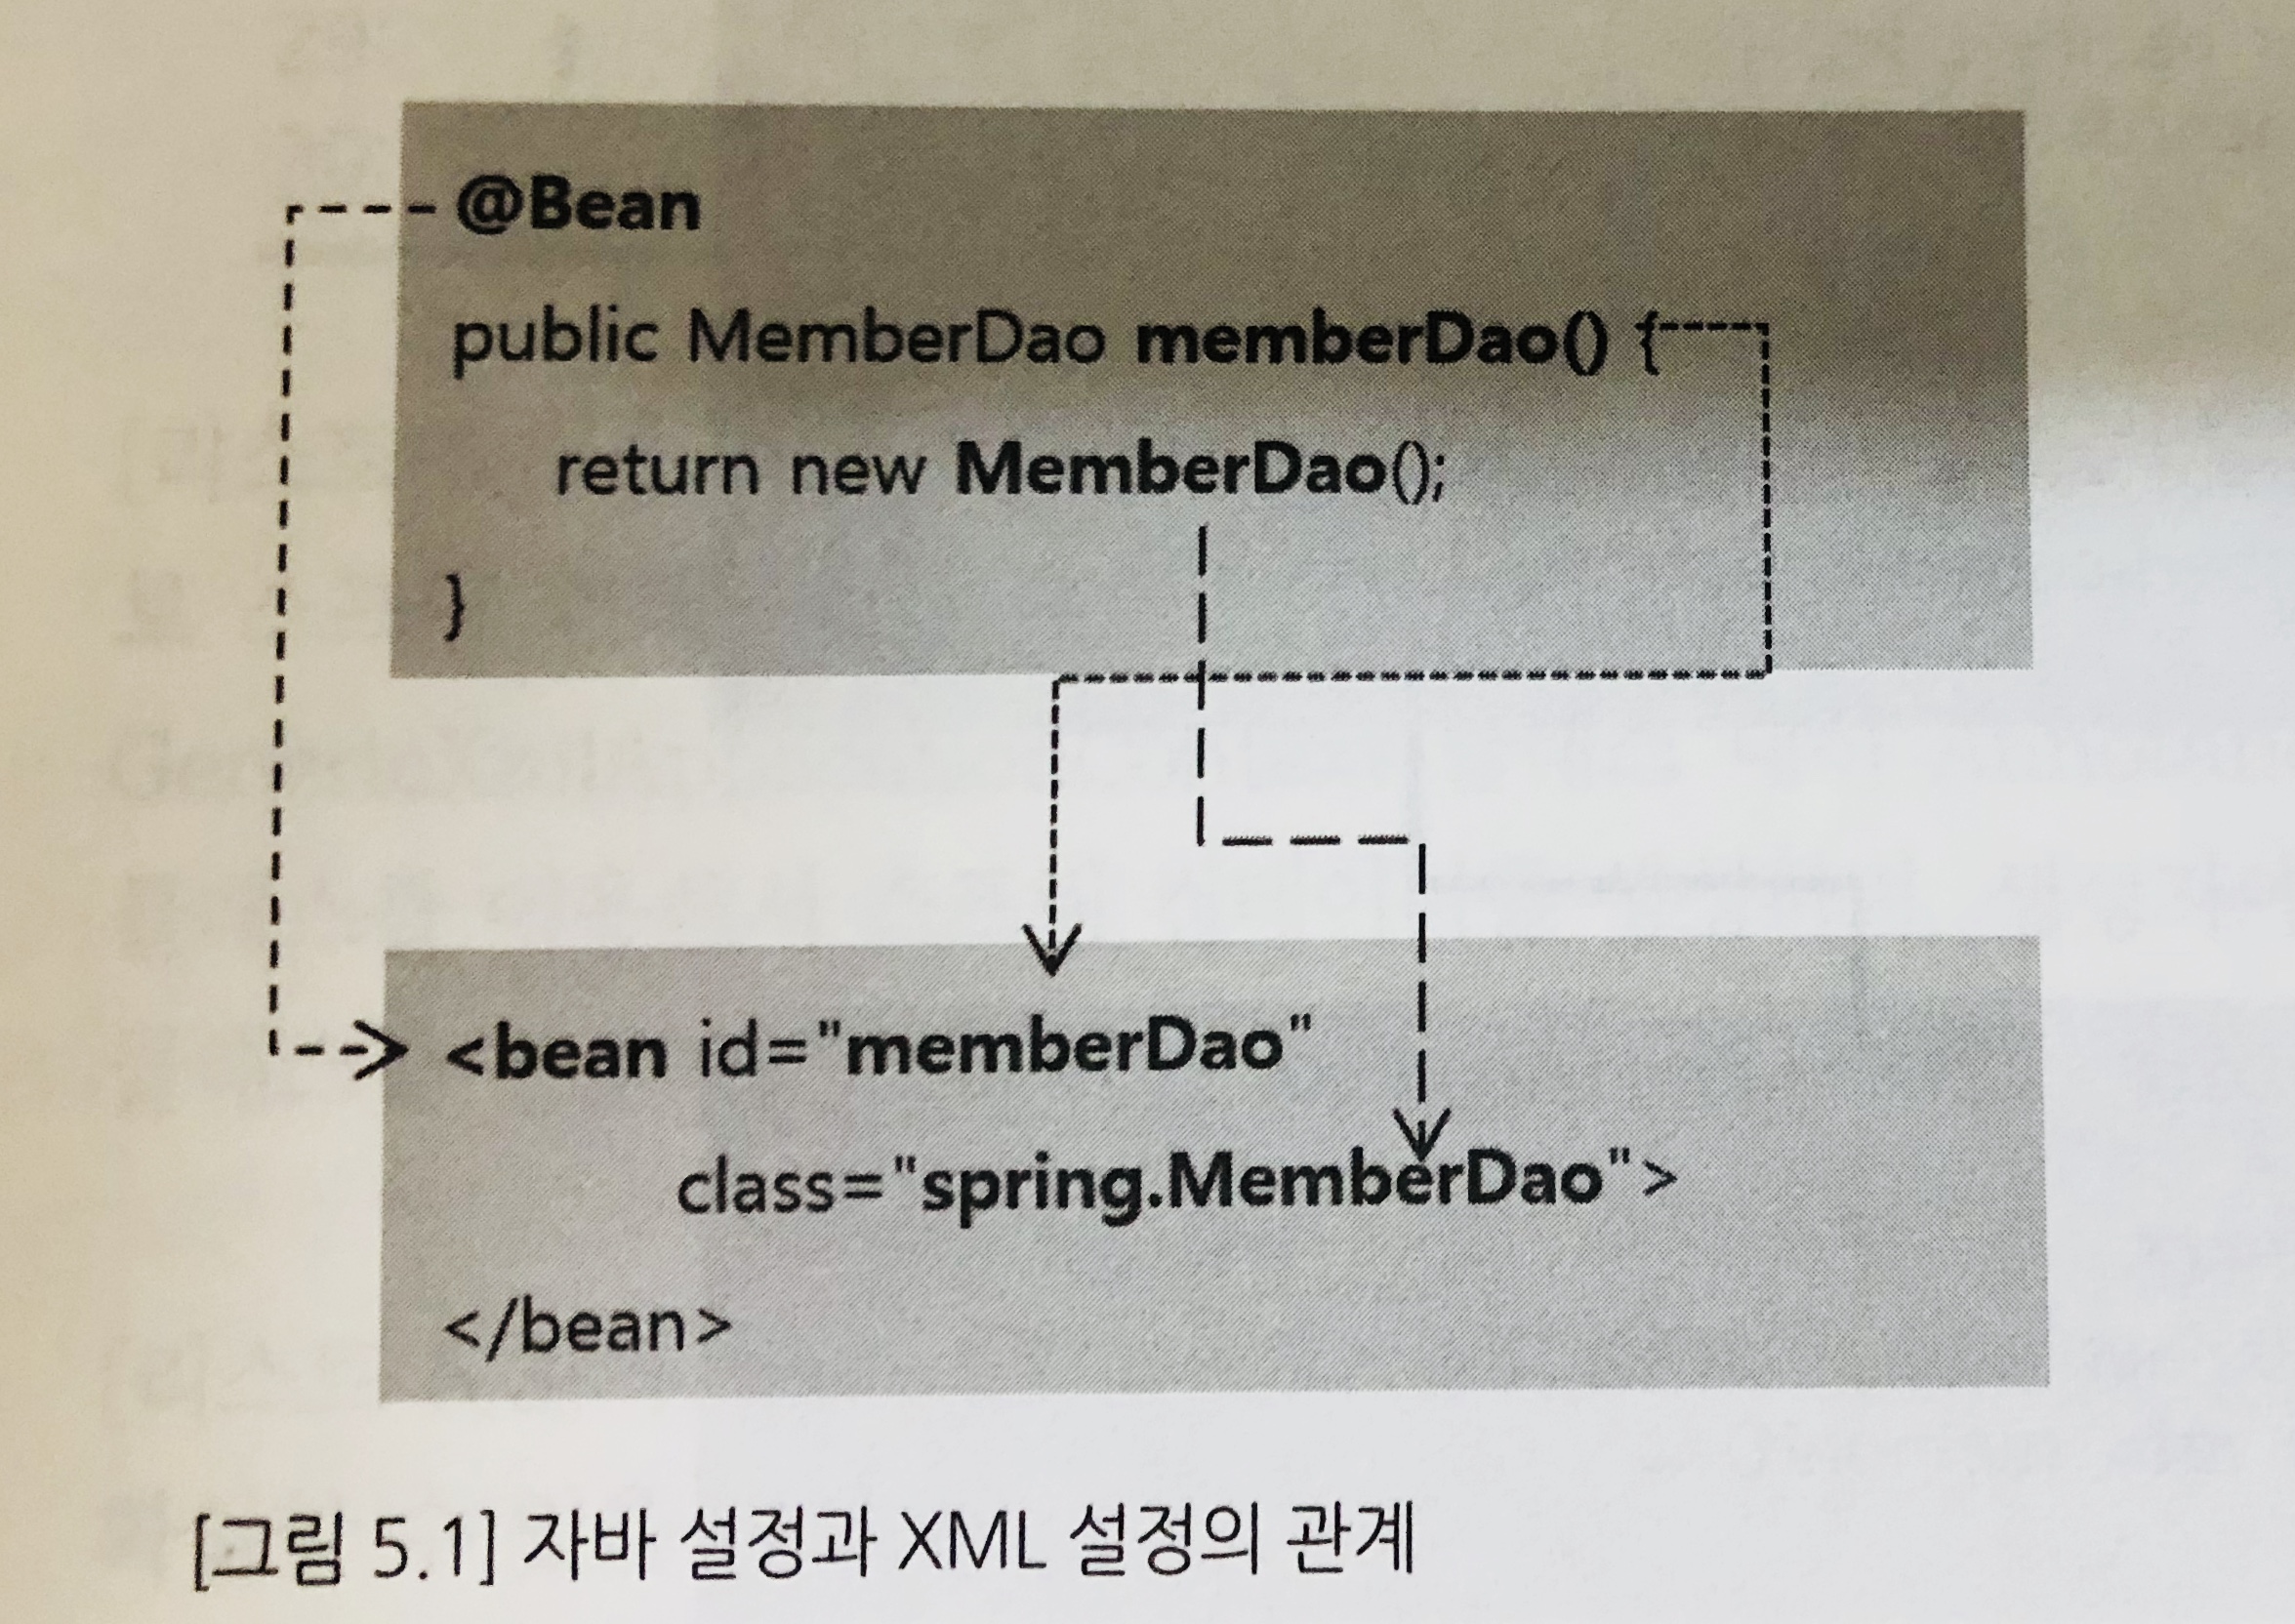 @Bean
public MemberDao memberDao() {
return new MemberDao();
}
<bean id="memberDao"
class="spring.MemberDao">
</bean>
[그림 5.1] 자바 설정과 XML 설정의 관계